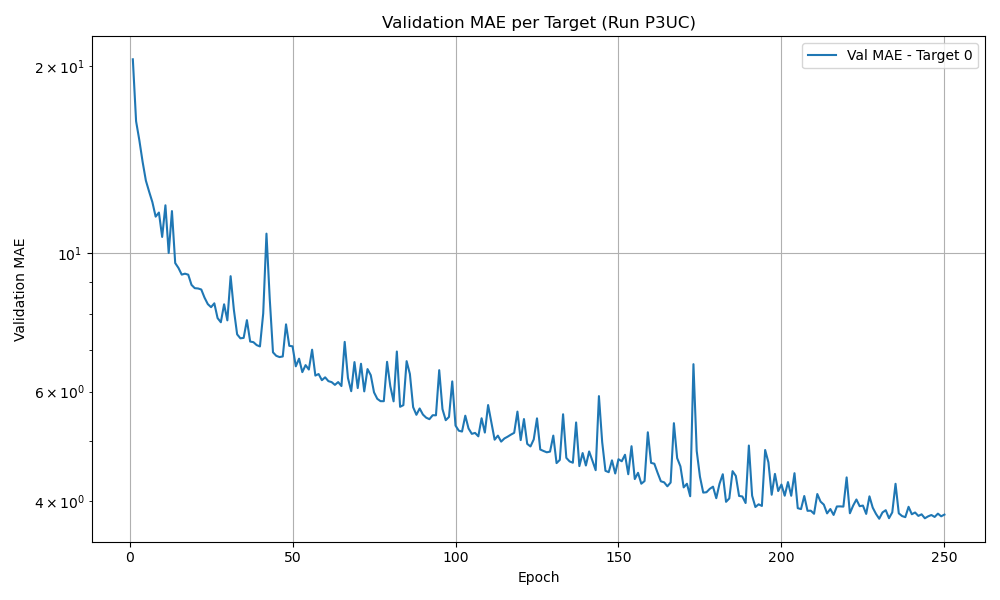 Validation MAE per Target (Run P3UC)
Val MAE - Target 0
Validation MAE
2 × 10¹
10¹
6 × 10⁰
4 × 10⁰
0 50 100 150 200 250
Epoch